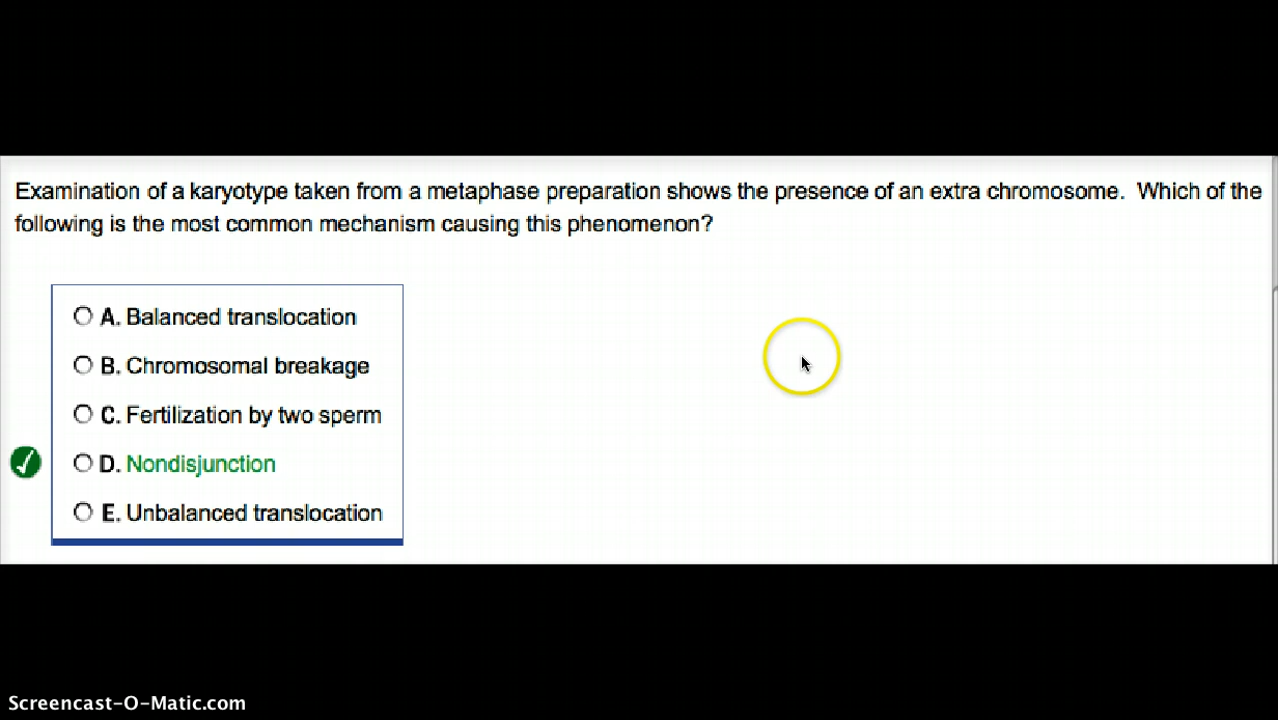 Examination of a karyotype taken from a metaphase preparation shows the presence of an extra chromosome. Which of the
following is the most common mechanism causing this phenomenon?
A. Balanced translocation
B. Chromosomal breakage
C. Fertilization by two sperm
D. Nondisjunction
E. Unbalanced translocation
Screencast-O-Matic.com